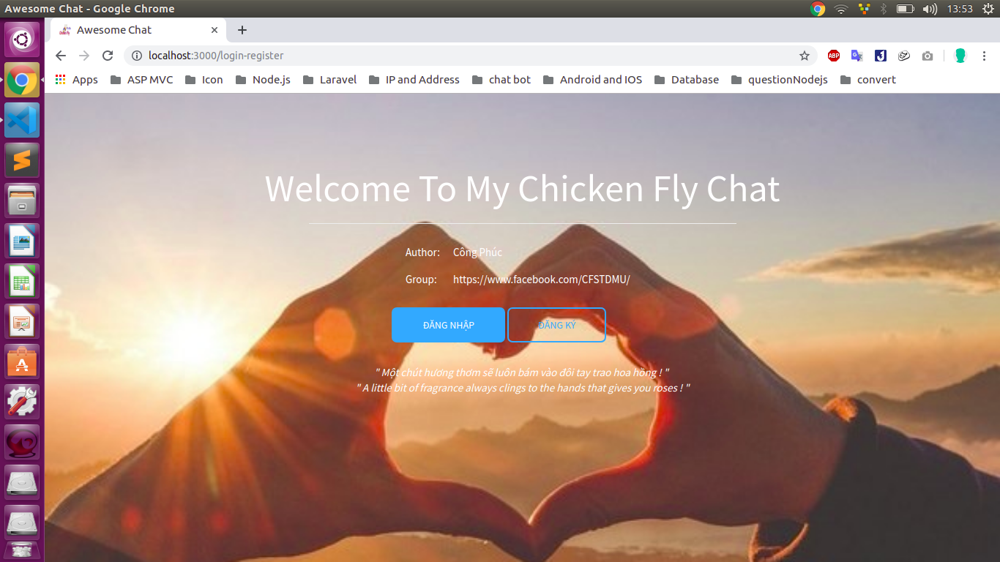 Awesome Chat - Google Chrome
13:53
Awesome Chat
localhost:3000/login-register
ABP
Apps ASP MVC Icon Node.js Laravel IP and Address chat bot Android and IOS Database questionNodejs convert
Welcome To My Chicken Fly Chat
Author: Công Phúc
Group: https://www.facebook.com/CFSTDMU/
ĐĂNG NHẬP ĐĂNG KÝ
" Một chút hương thơm sẽ luôn bám vào đôi tay trao hoa hồng ! "
" A little bit of fragrance always clings to the hands that gives you roses ! "